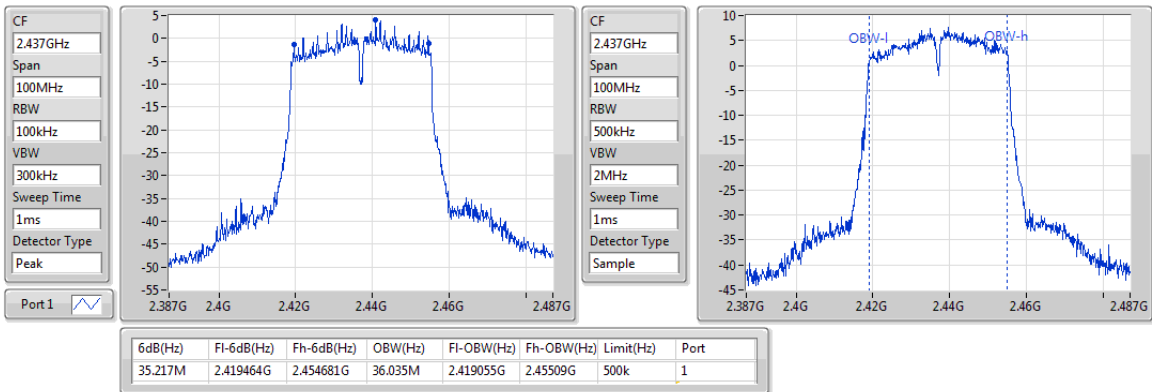 CF
2.437GHz
Span
100MHz
RBW
100kHz
VBW
300kHz
Sweep Time
1ms
Detector Type
Peak
Port 1
5
0
-5
-10
-15
-20
-25
-30
-35
-40
-45
-50
-55
2.387G 2.4G 2.42G 2.44G 2.46G 2.487G
CF
2.437GHz
Span
100MHz
RBW
500kHz
VBW
2MHz
Sweep Time
1ms
Detector Type
Sample
10
5
0
-5
-10
-15
-20
-25
-30
-35
-40
-45
OBW-l OBW-h
2.387G 2.4G 2.42G 2.44G 2.46G 2.487G
6dB(Hz) Fl-6dB(Hz) Fh-6dB(Hz) OBW(Hz) Fl-OBW(Hz) Fh-OBW(Hz) Limit(Hz) Port
35.217M 2.419464G 2.454681G 36.035M 2.419055G 2.45509G 500k 1